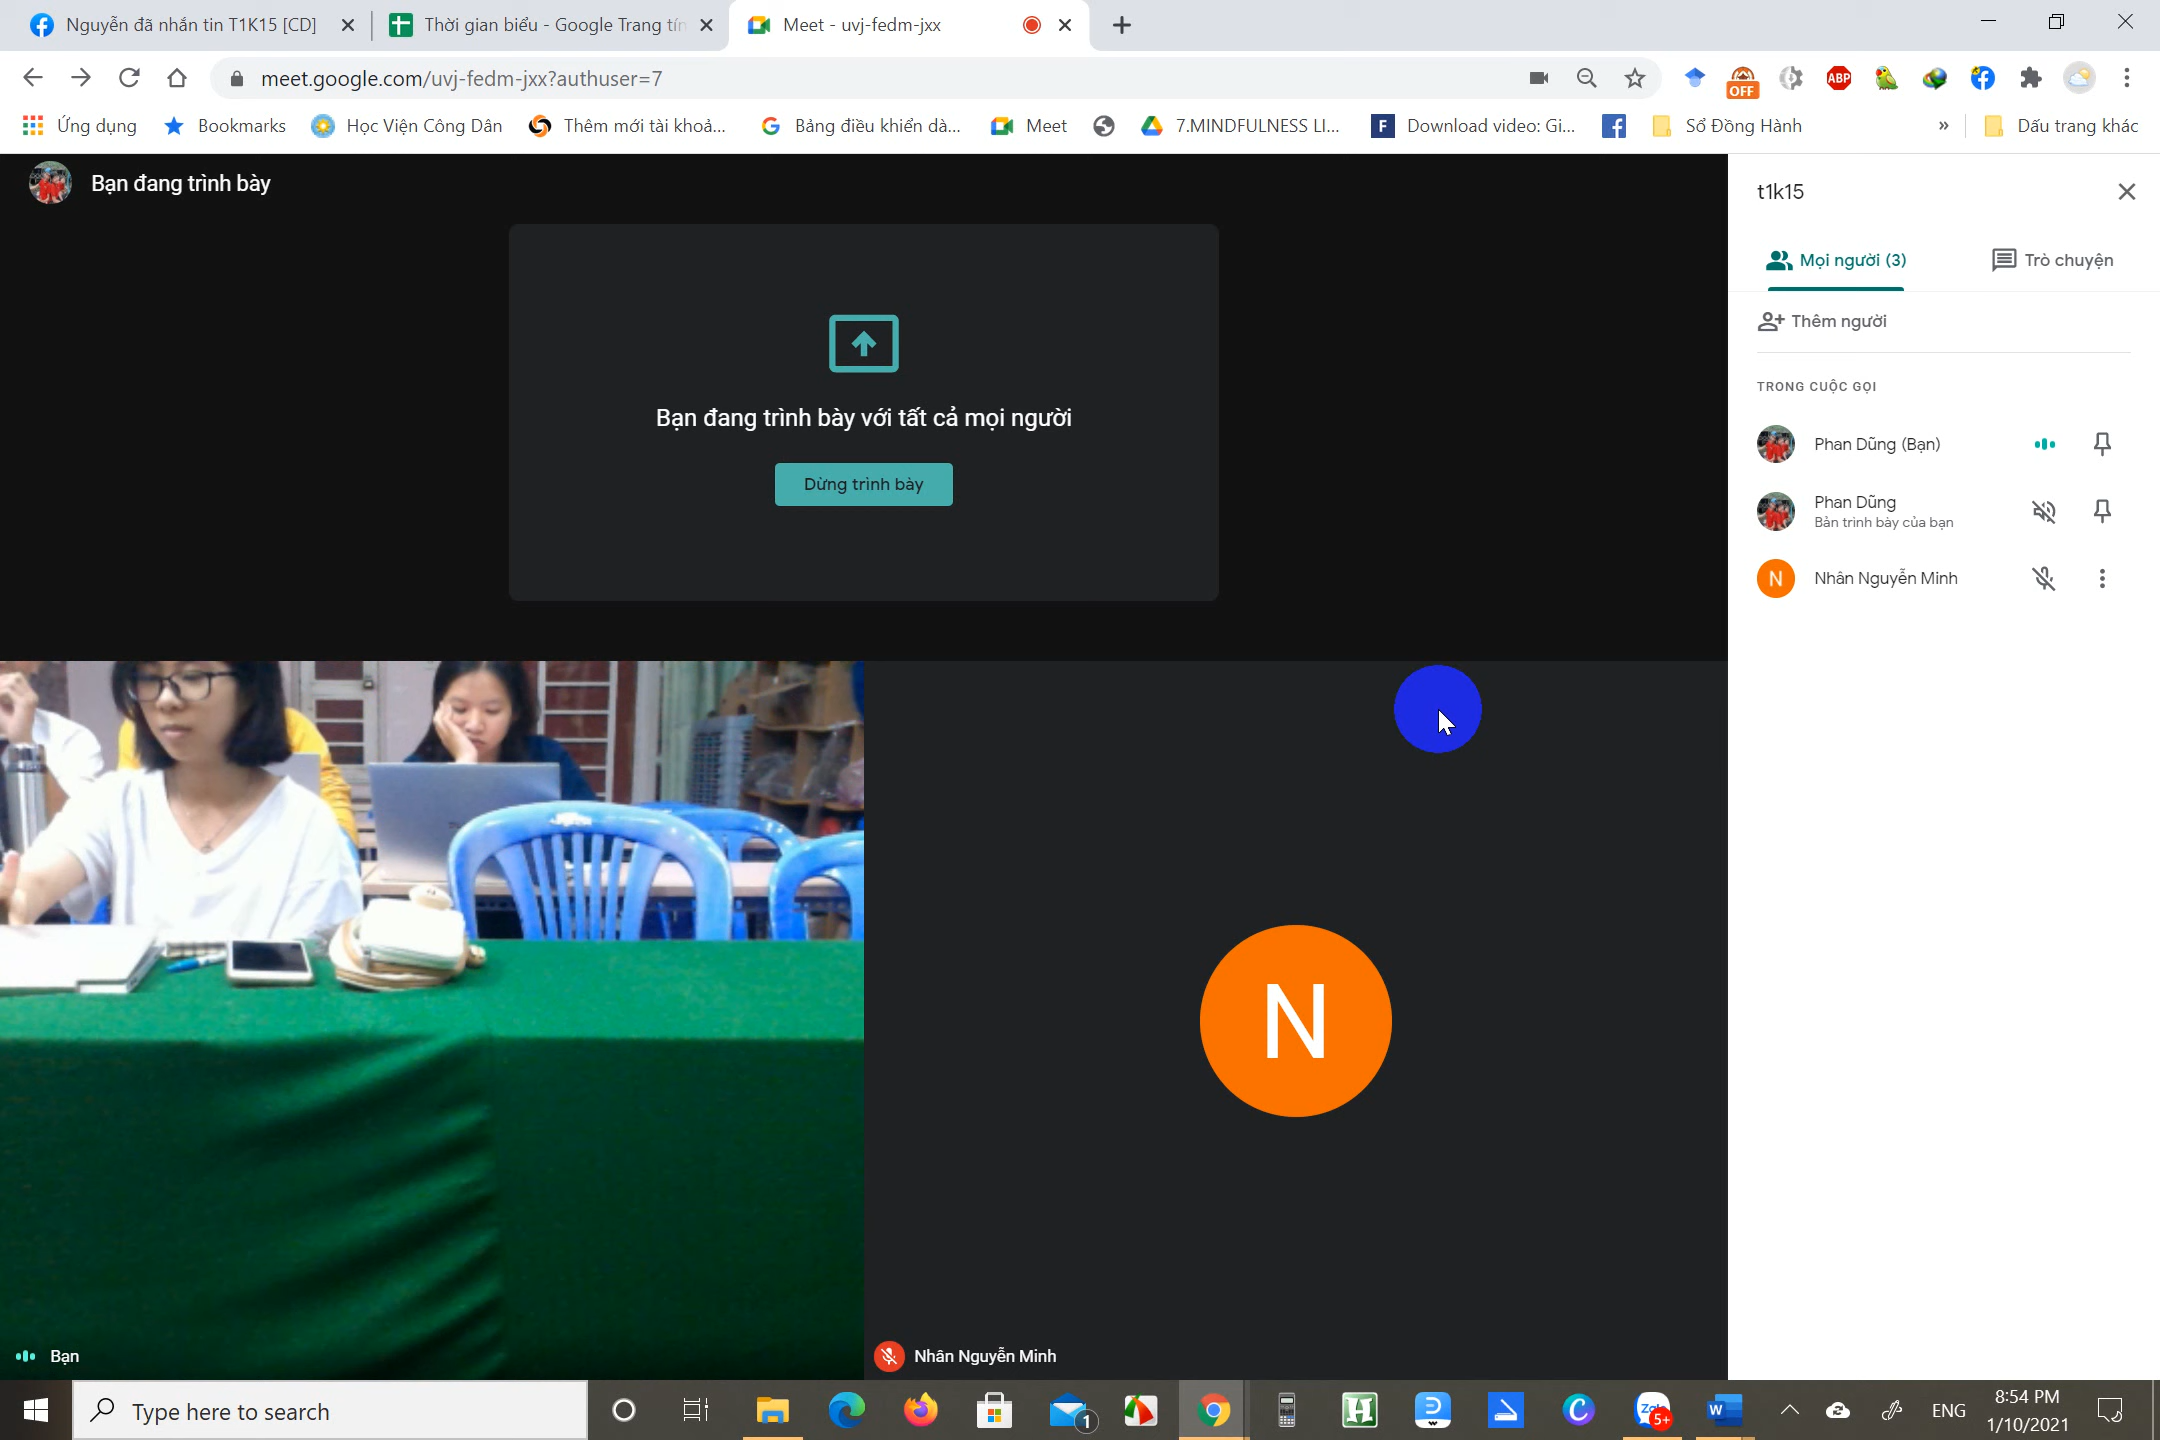 Nguyễn đã nhắn tin T1K15 [CD]
Thời gian biểu - Google Trang tín
Meet - uvj-fedm-jxx
meet.google.com/uvj-fedm-jxx?authuser=7
OFF
ABP
Ứng dụng
Bookmarks
Học Viện Công Dân
Thêm mới tài khoả...
Bảng điều khiển dà...
Meet
7.MINDFULNESS LI...
F
Download video: Gi...
Sổ Đồng Hành
»
Dấu trang khác
Bạn đang trình bày
Bạn đang trình bày với tất cả mọi người
Dừng trình bày
t1k15
Mọi người (3)
Trò chuyện
Thêm người
TRONG CUỘC GỌI
Phan Dũng (Bạn)
Phan Dũng
Bản trình bày của bạn
N
Nhân Nguyễn Minh
N
Bạn
Nhân Nguyễn Minh
Type here to search
1
5+
W
ENG
8:54 PM
1/10/2021